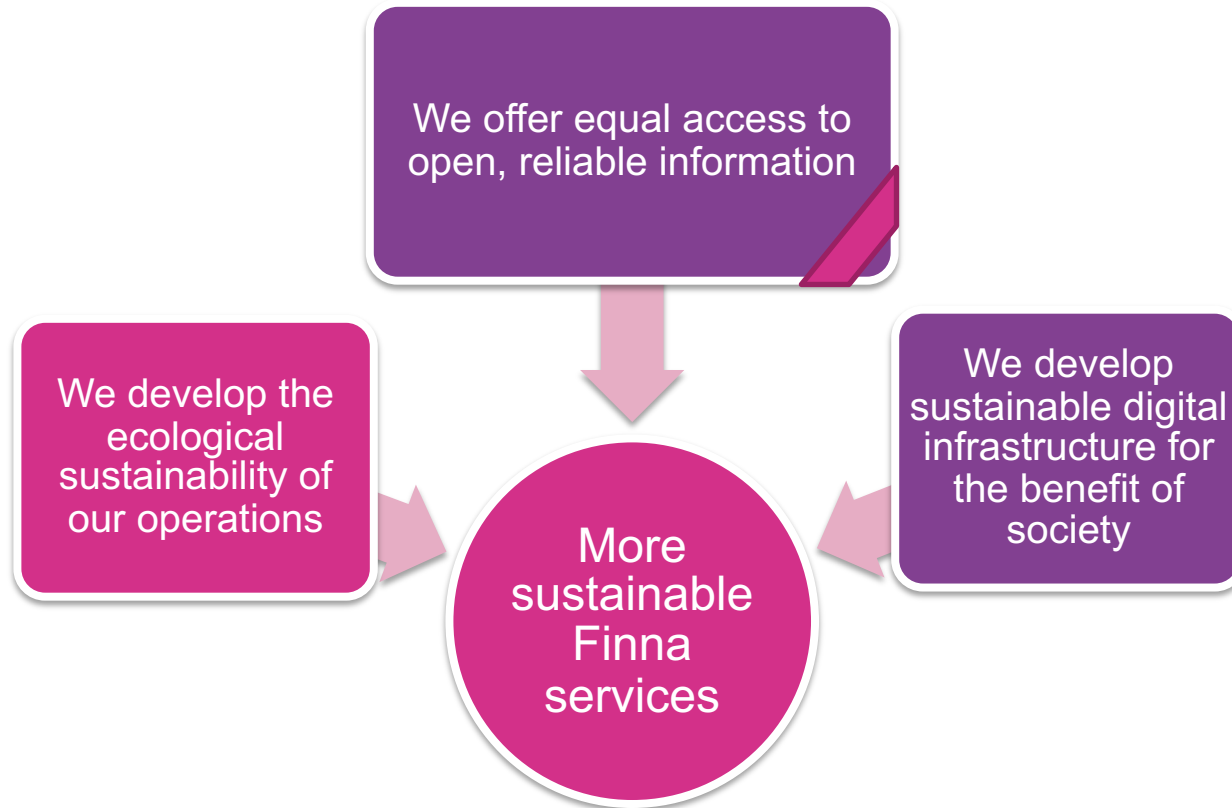 We offer equal access to
open, reliable information
We develop the
ecological
sustainability of
our operations
We develop
sustainable digital
infrastructure for
the benefit of
society
More
sustainable
Finna
services